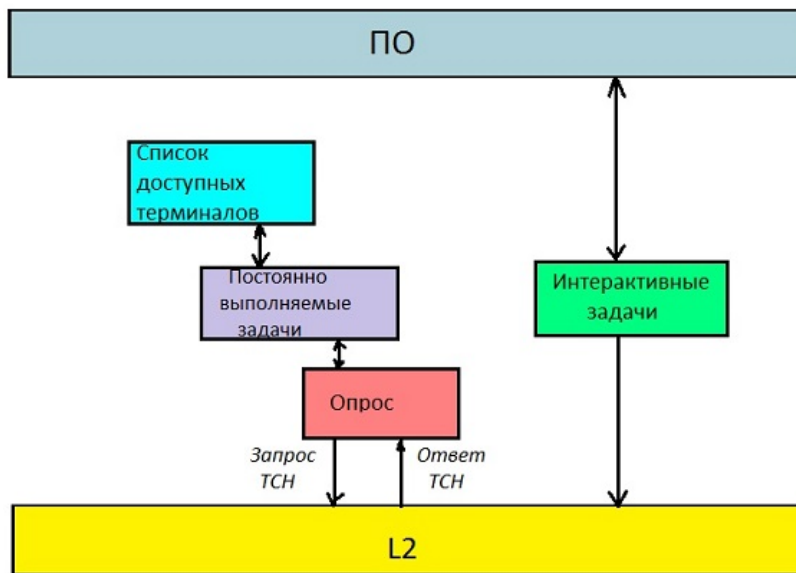 ПО
Список
доступных
терминалов
Постоянно
выполняемые
задачи
Интерактивные
задачи
Опрос
Запрос
ТСН
Ответ
ТСН
L2